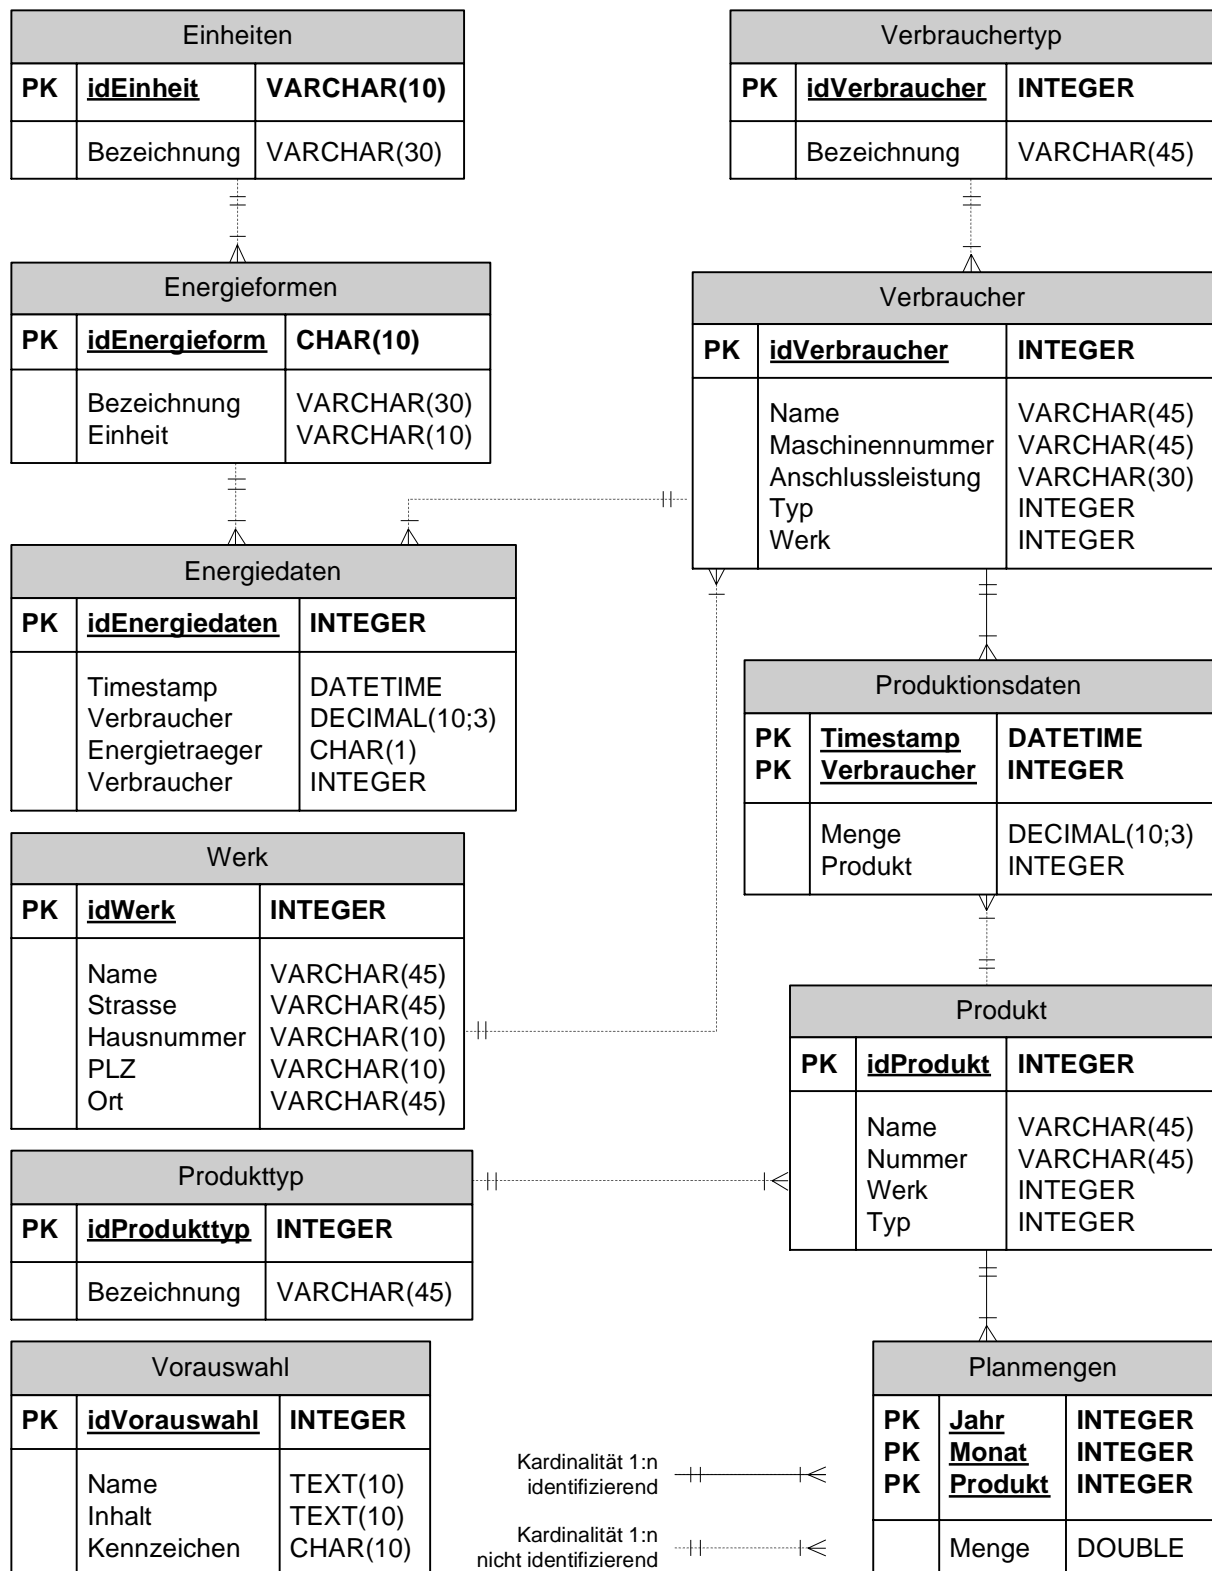 Einheiten
PK idEinheit VARCHAR(10)
Bezeichnung VARCHAR(30)
Verbrauchertyp
PK idVerbraucher INTEGER
Bezeichnung VARCHAR(45)
Energieformen
PK idEnergieform CHAR(10)
Bezeichnung VARCHAR(30)
Einheit VARCHAR(10)
Verbraucher
PK idVerbraucher INTEGER
Name VARCHAR(45)
Maschinennummer VARCHAR(45)
Anschlussleistung VARCHAR(30)
Typ INTEGER
Werk INTEGER
Energiedaten
PK idEnergiedaten INTEGER
Timestamp DATETIME
Verbraucher DECIMAL(10;3)
Energietraeger CHAR(1)
Verbraucher INTEGER
Produktionsdaten
PK Timestamp DATETIME
PK Verbraucher INTEGER
Menge DECIMAL(10;3)
Produkt INTEGER
Werk
PK idWerk INTEGER
Name VARCHAR(45)
Strasse VARCHAR(45)
Hausnummer VARCHAR(10)
PLZ VARCHAR(10)
Ort VARCHAR(45)
Produkt
PK idProdukt INTEGER
Name VARCHAR(45)
Nummer VARCHAR(45)
Werk INTEGER
Typ INTEGER
Produkttyp
PK idProdukttyp INTEGER
Bezeichnung VARCHAR(45)
Vorauswahl
PK idVorauswahl INTEGER
Name TEXT(10)
Inhalt TEXT(10)
Kennzeichen CHAR(10)
Kardinalität 1:n
identifizierend
Kardinalität 1:n
nicht identifizierend
Planmengen
PK Jahr INTEGER
PK Monat INTEGER
PK Produkt INTEGER
Menge DOUBLE